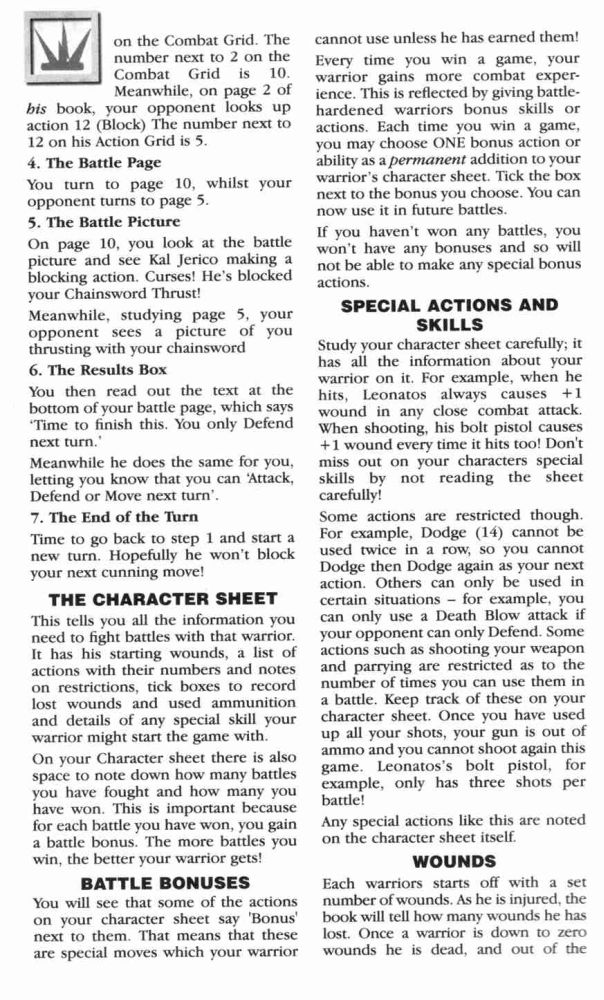 on the Combat Grid. The
number next to 2 on the
Combat Grid is 10.
Meanwhile, on page 2 of
his book, your opponent looks up
action 12 (Block) The number next to
12 on his Action Grid is 5.
4. The Battle Page
You turn to page 10, whilst your
opponent turns to page 5.
5. The Battle Picture
On page 10, you look at the battle
picture and see Kal Jerico making a
blocking action. Curses! He's blocked
your Chainsword Thrust!
Meanwhile, studying page 5, your
opponent sees a picture of you
thrusting with your chainsword
6. The Results Box
You then read out the text at the
bottom of your battle page, which says
'Time to finish this. You only Defend
next turn.'
Meanwhile he does the same for you,
letting you know that you can 'Attack,
Defend or Move next turn'.
7. The End of the Turn
Time to go back to step 1 and start a
new turn. Hopefully he won't block
your next cunning move!
THE CHARACTER SHEET
This tells you all the information you
need to fight battles with that warrior.
It has his starting wounds, a list of
actions with their numbers and notes
on restrictions, tick boxes to record
lost wounds and used ammunition
and details of any special skill your
warrior might start the game with.
On your Character sheet there is also
space to note down how many battles
you have fought and how many you
have won. This is important because
for each battle you have won, you gain
a battle bonus. The more battles you
win, the better your warrior gets!
BATTLE BONUSES
You will see that some of the actions
on your character sheet say 'Bonus'
next to them. That means that these
are special moves which your warrior
cannot use unless he has earned them!
Every time you win a game, your
warrior gains more combat exper-
ience. This is reflected by giving battle-
hardened warriors bonus skills or
actions. Each time you win a game,
you may choose ONE bonus action or
ability as a permanent addition to your
warrior's character sheet. Tick the box
next to the bonus you choose. You can
now use it in future battles.
If you haven't won any battles, you
won't have any bonuses and so will
not be able to make any special bonus
actions.
SPECIAL ACTIONS AND
SKILLS
Study your character sheet carefully; it
has all the information about your
warrior on it. For example, when he
hits, Leonatos always causes +1
wound in any close combat attack.
When shooting, his bolt pistol causes
+1 wound every time it hits too! Don't
miss out on your characters special
skills by not reading the sheet
carefully!
Some actions are restricted though.
For example, Dodge (14) cannot be
used twice in a row, so you cannot
Dodge then Dodge again as your next
action. Others can only be used in
certain situations – for example, you
can only use a Death Blow attack if
your opponent can only Defend. Some
actions such as shooting your weapon
and parrying are restricted as to the
number of times you can use them in
a battle. Keep track of these on your
character sheet. Once you have used
up all your shots, your gun is out of
ammo and you cannot shoot again this
game. Leonatos's bolt pistol, for
example, only has three shots per
battle!
Any special actions like this are noted
on the character sheet itself.
WOUNDS
Each warriors starts off with a set
number of wounds. As he is injured, the
book will tell how many wounds he has
lost. Once a warrior is down to zero
wounds he is dead, and out of the